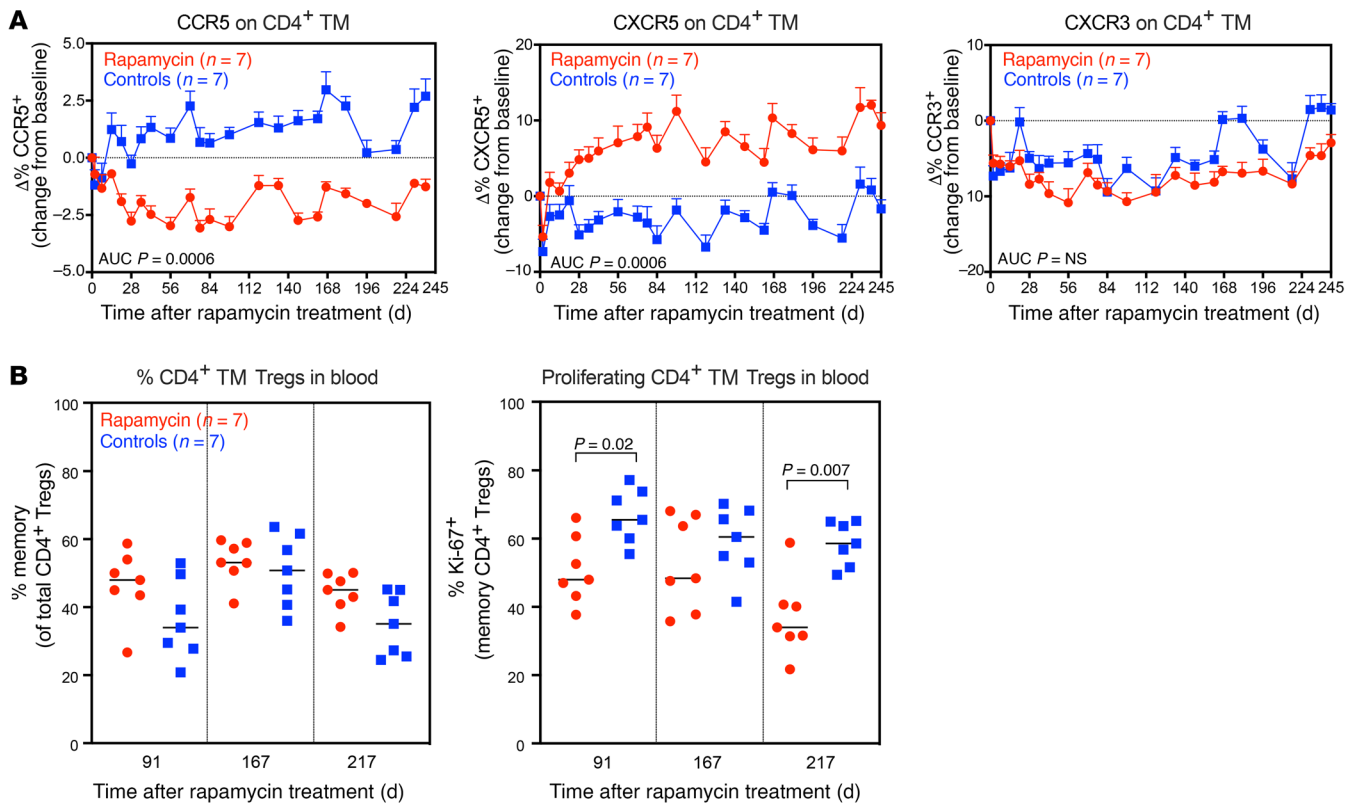 A
CCR5 on CD4+ TM
Δ% CCR5+
(change from baseline)
5.0
2.5
0.0
–2.5
–5.0
Rapamycin (n = 7)
Controls (n = 7)
AUC P = 0.0006
0 28 56 84 112 140 168 196 224 245
Time after rapamycin treatment (d)
CXCR5 on CD4+ TM
Δ% CXCR5+
(change from baseline)
20
10
0
–10
Rapamycin (n = 7)
Controls (n = 7)
AUC P = 0.0006
0 28 56 84 112 140 168 196 224 245
Time after rapamycin treatment (d)
CXCR3 on CD4+ TM
Δ% CCR3+
(change from baseline)
10
0
10
–20
Rapamycin (n = 7)
Controls (n = 7)
AUC P = NS
0 28 56 84 112 140 168 196 224 245
Time after rapamycin treatment (d)
B
% CD4+ TM Tregs in blood
% memory
(of total CD4+ Tregs)
100
80
60
40
20
0
Rapamycin (n = 7)
Controls (n = 7)
91 167 217
Time after rapamycin treatment (d)
Proliferating CD4+ TM Tregs in blood
% Ki-67+
(memory CD4+ Tregs)
100
80
60
40
20
0
P = 0.02
P = 0.007
91 167 217
Time after rapamycin treatment (d)